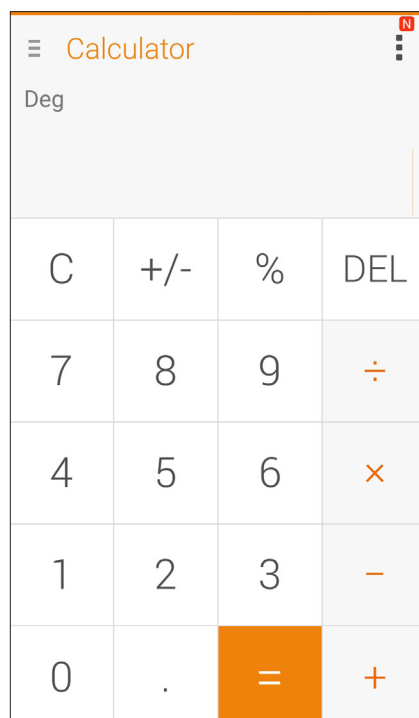 N
Calculator
Deg
C +/- % DEL
7 8 9 ÷
4 5 6 ×
1 2 3 −
0 . = +